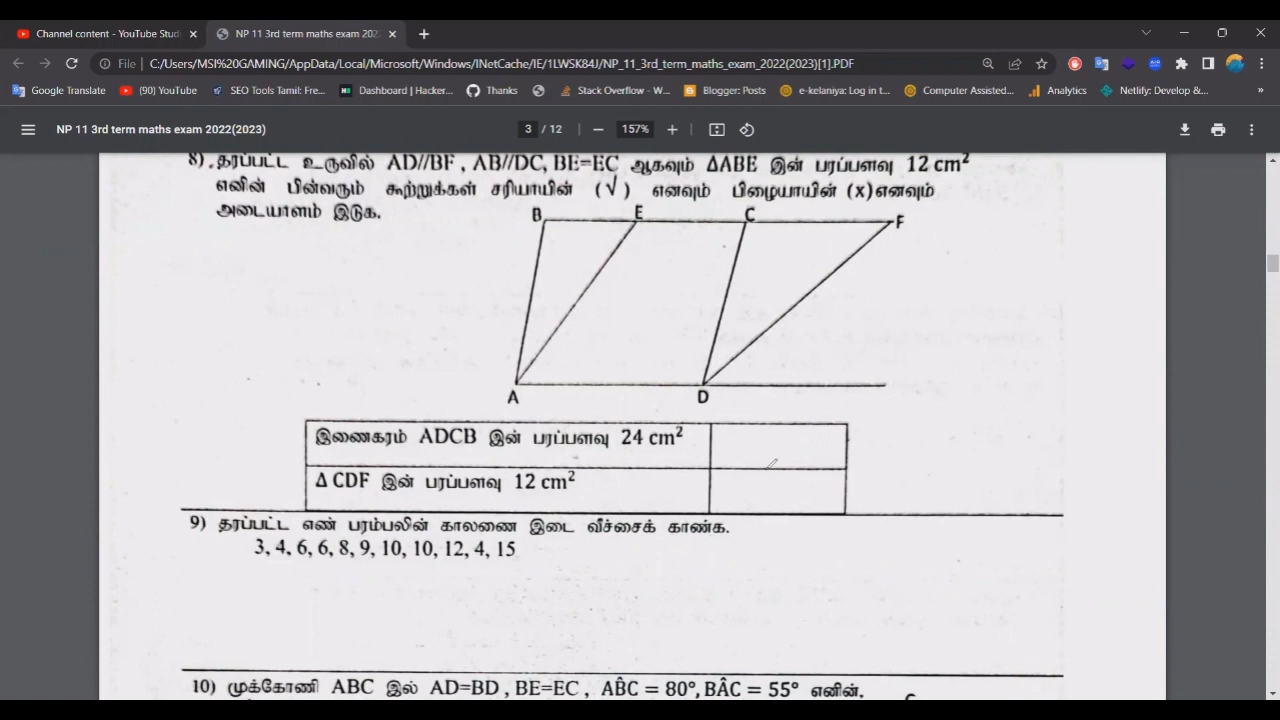 Channel content - YouTube Stud
NP 11 3rd term maths exam 202
File
C:/Users/MSI%20GAMING/AppData/Local/Microsoft/Windows/INetCache/IE/1LWSK84J/NP_11_3rd_term_maths_exam_2022(2023)[1].PDF
Google Translate
(90) YouTube
SEO Tools Tamil: Fre...
Dashboard | Hacker...
Thanks
Stack Overflow - W...
Blogger: Posts
e-kelaniya: Log in t...
Computer Assisted...
Analytics
Netlify: Develop &...
»
NP 11 3rd term maths exam 2022(2023)
3 / 12
157%
8). தரப்பட்ட உருவில் AD//BF , AB//DC, BE=EC ஆகவும் ΔABE இன் பரப்பளவு 12 cm²
எனின் பின்வரும் கூற்றுக்கள் சரியாயின் (√) எனவும் பிழையாயின் (x)எனவும்
அடையாளம் இடுக.
B E C F
A D
இணைகரம் ADCB இன் பரப்பளவு 24 cm²
Δ CDF இன் பரப்பளவு 12 cm²
9) தரப்பட்ட எண் பரம்பலின் காலணை இடை வீச்சைக் காண்க.
3, 4, 6, 6, 8, 9, 10, 10, 12, 4, 15
10) முக்கோணி ABC இல் AD=BD , BE=EC , AB̂C = 80°, BÂC = 55° எனின்.